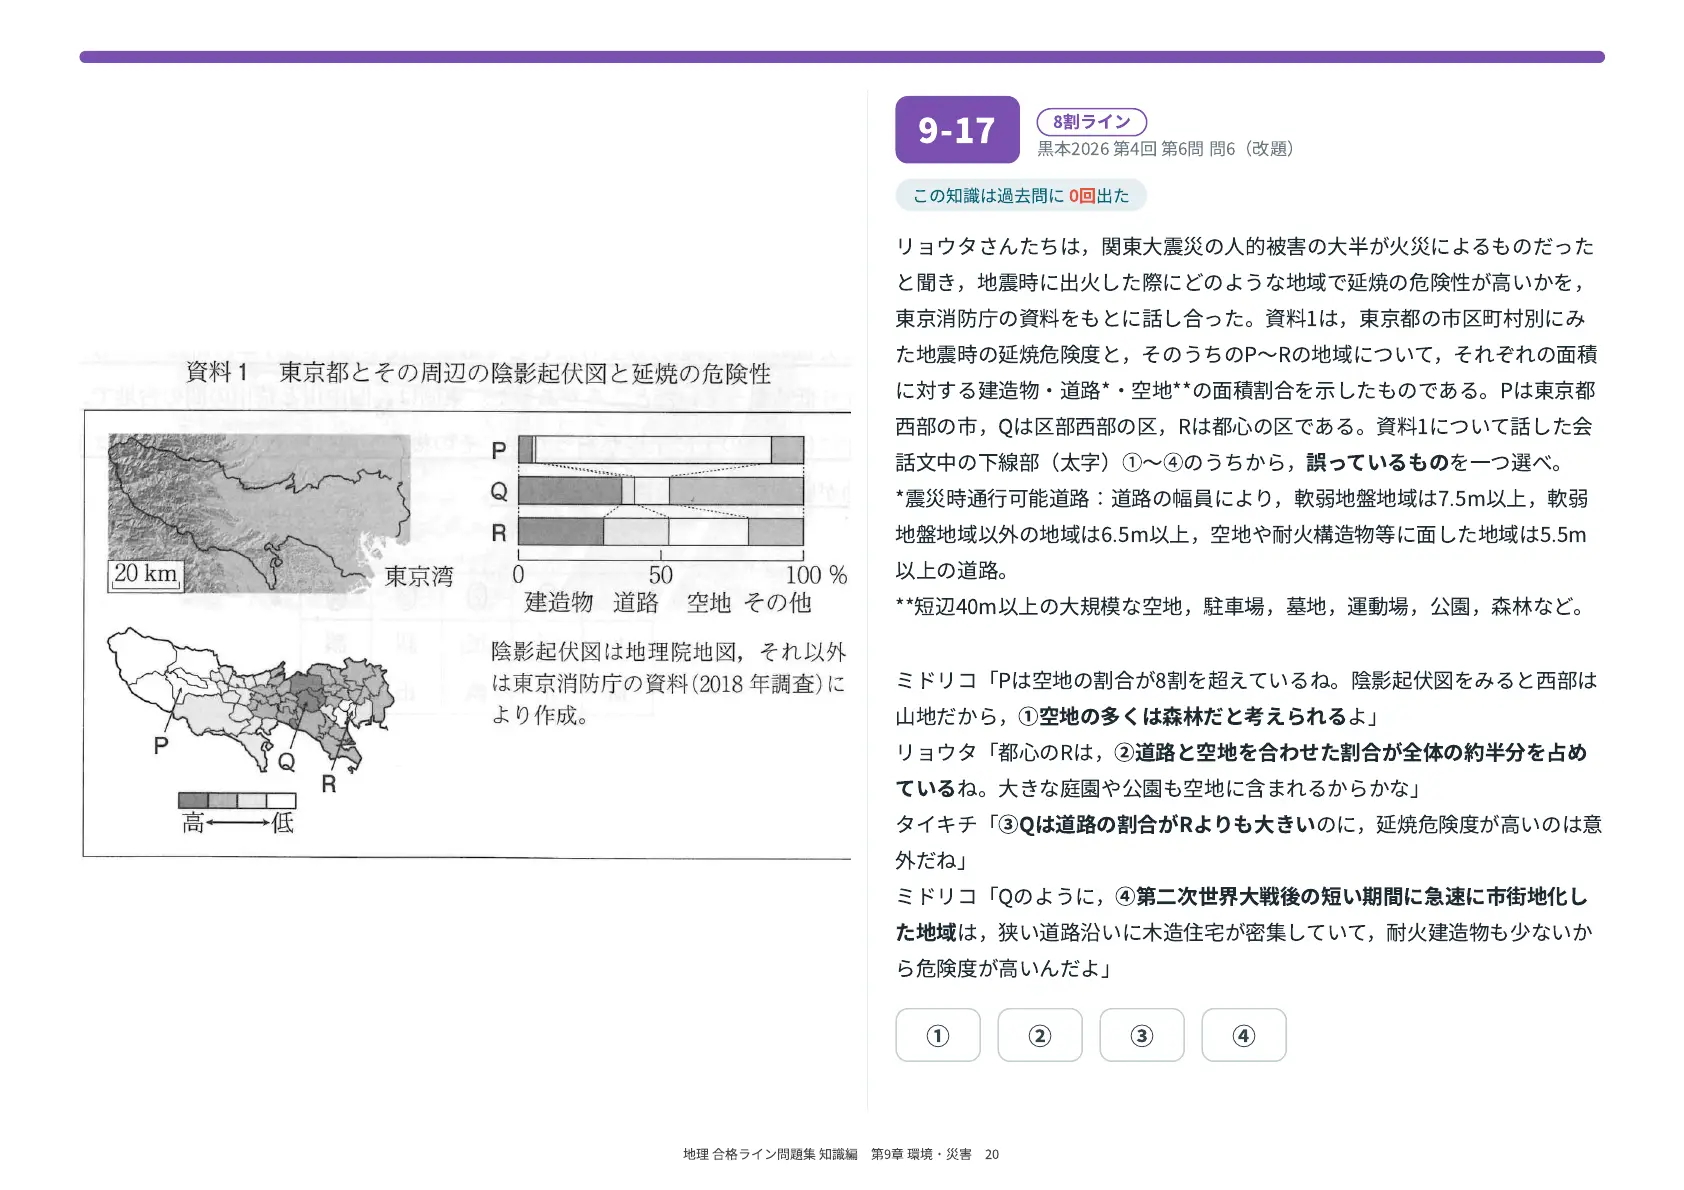 資料1 東京都とその周辺の陰影起伏図と延焼の危険性
20 km
東京湾
P
Q
R
0 50 100 %
建造物 道路 空地 その他
陰影起伏図は地理院地図，それ以外
は東京消防庁の資料(2018 年調査)に
より作成。
P
Q
R
高 低
9-17
8割ライン
黒本2026 第4回 第6問 問6（改題）
この知識は過去問に 0回出た
リョウタさんたちは，関東大震災の人的被害の大半が火災によるものだった
と聞き，地震時に出火した際にどのような地域で延焼の危険性が高いかを，
東京消防庁の資料をもとに話し合った。資料1は，東京都の市区町村別にみ
た地震時の延焼危険度と，そのうちのP〜Rの地域について，それぞれの面積
に対する建造物・道路*・空地**の面積割合を示したものである。Pは東京都
西部の市，Qは区部西部の区，Rは都心の区である。資料1について話した会
話文中の下線部（太字）①〜④のうちから，誤っているものを一つ選べ。
*震災時通行可能道路：道路の幅員により，軟弱地盤地域は7.5m以上，軟弱
地盤地域以外の地域は6.5m以上，空地や耐火構造物等に面した地域は5.5m
以上の道路。
**短辺40m以上の大規模な空地，駐車場，墓地，運動場，公園，森林など。
ミドリコ「Pは空地の割合が8割を超えているね。陰影起伏図をみると西部は
山地だから，①空地の多くは森林だと考えられるよ」
リョウタ「都心のRは，②道路と空地を合わせた割合が全体の約半分を占め
ているね。大きな庭園や公園も空地に含まれるからかな」
タイキチ「③Qは道路の割合がRよりも大きいのに，延焼危険度が高いのは意
外だね」
ミドリコ「Qのように，④第二次世界大戦後の短い期間に急速に市街地化し
た地域は，狭い道路沿いに木造住宅が密集していて，耐火建造物も少ないか
ら危険度が高いんだよ」
① ② ③ ④
地理 合格ライン問題集 知識編 第9章 環境・災害 20